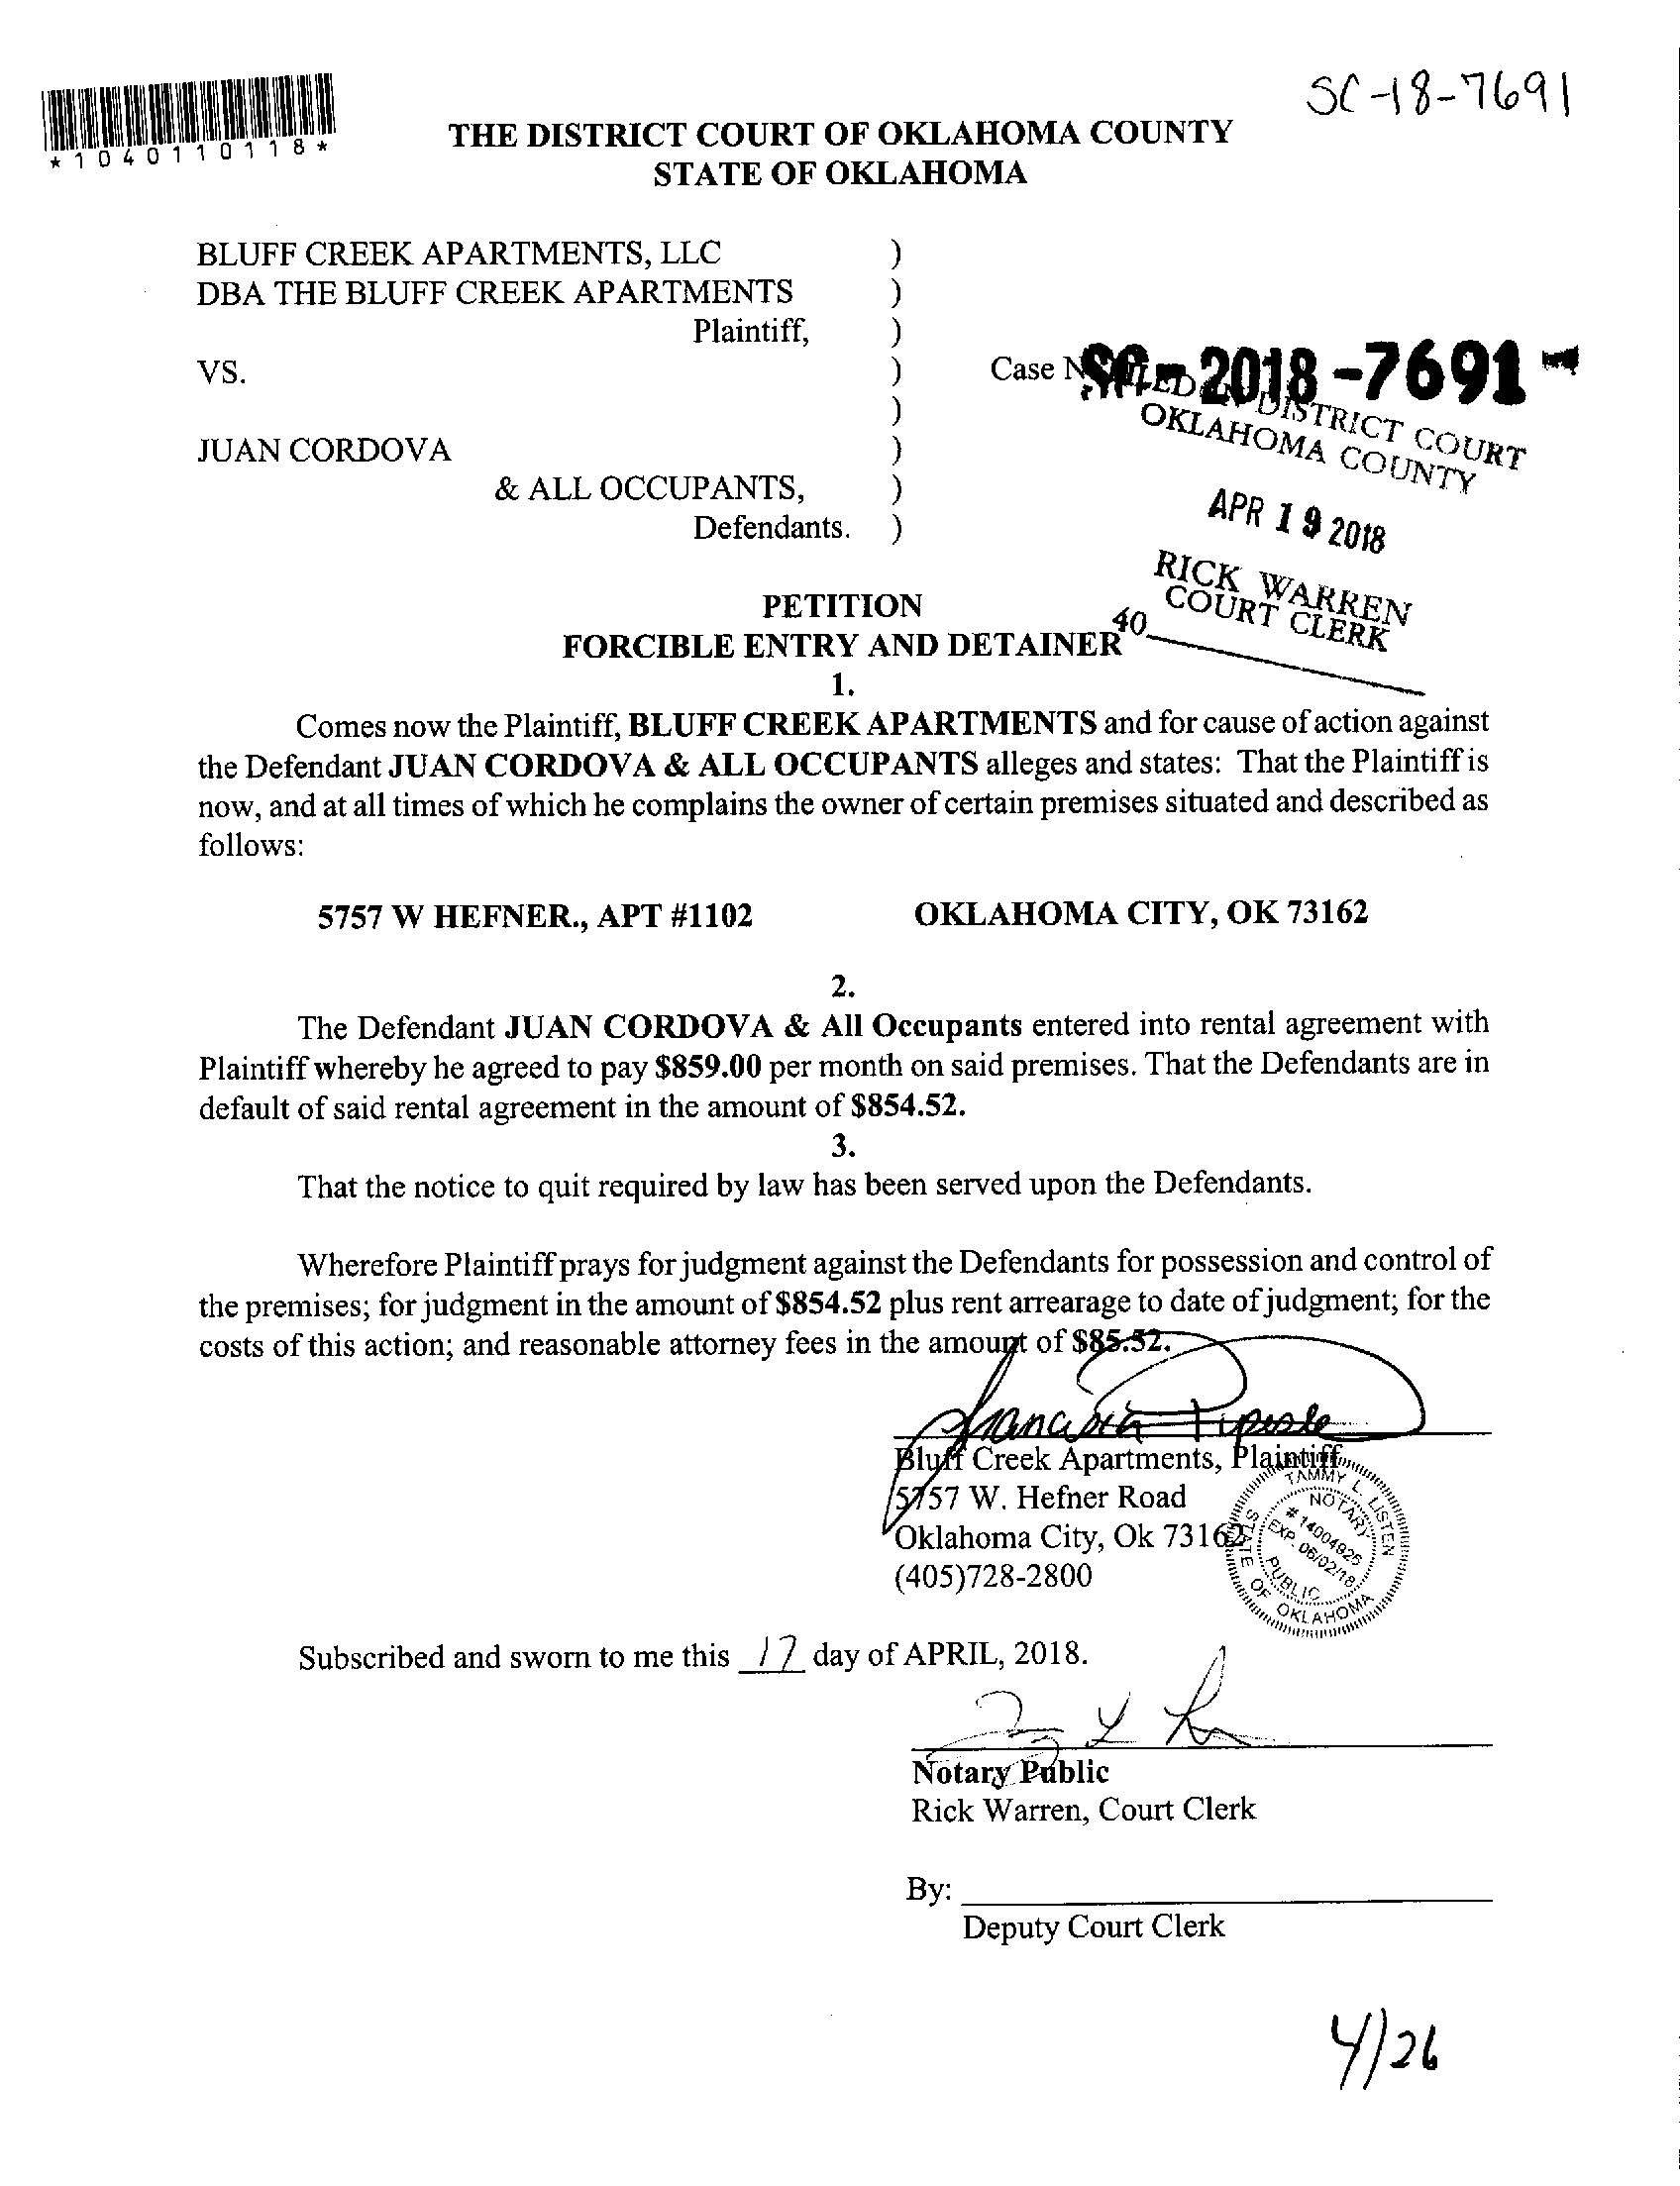 SC-18-7691
*1040110118*
THE DISTRICT COURT OF OKLAHOMA COUNTY
STATE OF OKLAHOMA
BLUFF CREEK APARTMENTS, LLC )
DBA THE BLUFF CREEK APARTMENTS )
Plaintiff, )
VS. )
)
JUAN CORDOVA )
& ALL OCCUPANTS, )
Defendants. )
Case SC-2018-7691
FILED IN DISTRICT COURT
OKLAHOMA COUNTY
APR 19 2018
RICK WARREN
COURT CLERK
40
PETITION
FORCIBLE ENTRY AND DETAINER
1.
Comes now the Plaintiff, BLUFF CREEK APARTMENTS and for cause of action against
the Defendant JUAN CORDOVA & ALL OCCUPANTS alleges and states: That the Plaintiff is
now, and at all times of which he complains the owner of certain premises situated and described as
follows:
5757 W HEFNER., APT #1102 OKLAHOMA CITY, OK 73162
2.
The Defendant JUAN CORDOVA & All Occupants entered into rental agreement with
Plaintiff whereby he agreed to pay $859.00 per month on said premises. That the Defendants are in
default of said rental agreement in the amount of $854.52.
3.
That the notice to quit required by law has been served upon the Defendants.
Wherefore Plaintiff prays for judgment against the Defendants for possession and control of
the premises; for judgment in the amount of $854.52 plus rent arrearage to date of judgment; for the
costs of this action; and reasonable attorney fees in the amount of $85.52.
Bluff Creek Apartments, Plaintiff
5757 W. Hefner Road
Oklahoma City, Ok 73162
(405)728-2800
TAMMY L. LISTEN
NOTARY
# 14004926
EXP. 06/02/18
PUBLIC
STATE OF OKLAHOMA
Subscribed and sworn to me this 17 day of APRIL, 2018.
Notary Public
Rick Warren, Court Clerk
By:
Deputy Court Clerk
4/26